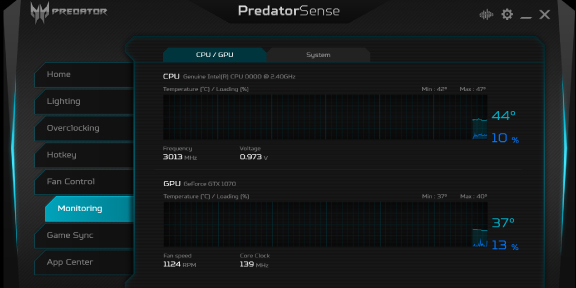 PREDATOR
PredatorSense
CPU / GPU
System
Home
Lighting
Overclocking
Hotkey
Fan Control
Monitoring
Game Sync
App Center
CPU Genuine Intel(R) CPU 0000 @ 2.40GHz
Temperature (°C) / Loading (%)
Min : 42° Max : 47°
44°
10 %
Frequency
3013 MHz
Voltage
0.973 V
GPU GeForce GTX 1070
Temperature (°C) / Loading (%)
Min : 37° Max : 40°
37°
13 %
Fan speed
1124 RPM
Core Clock
139 MHz